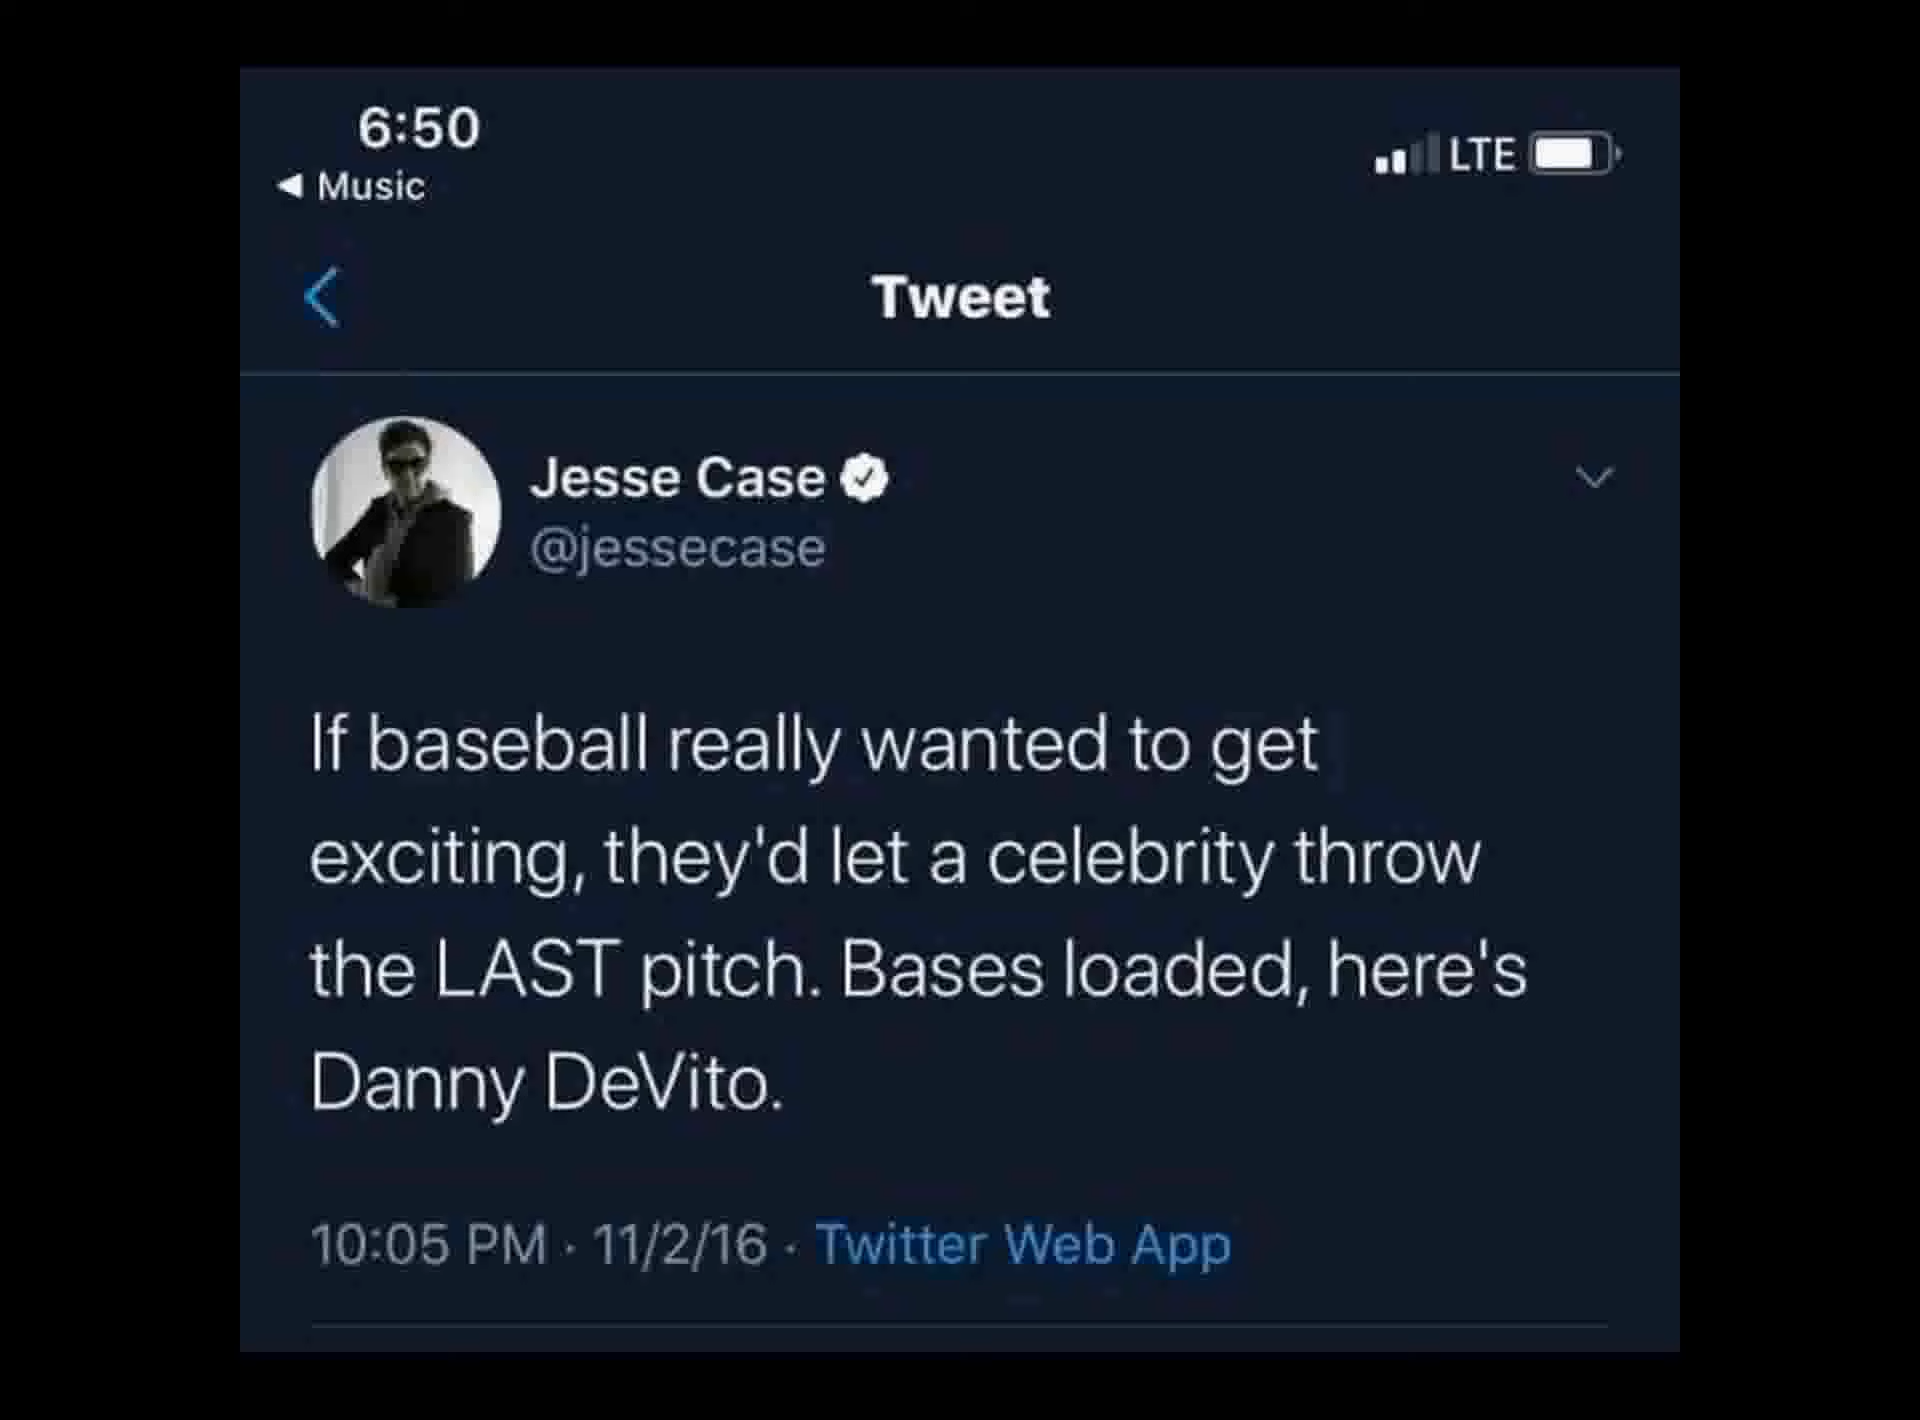 6:50
LTE
◀ Music
Tweet
Jesse Case
@jessecase
If baseball really wanted to get
exciting, they'd let a celebrity throw
the LAST pitch. Bases loaded, here's
Danny DeVito.
10:05 PM · 11/2/16 · Twitter Web App